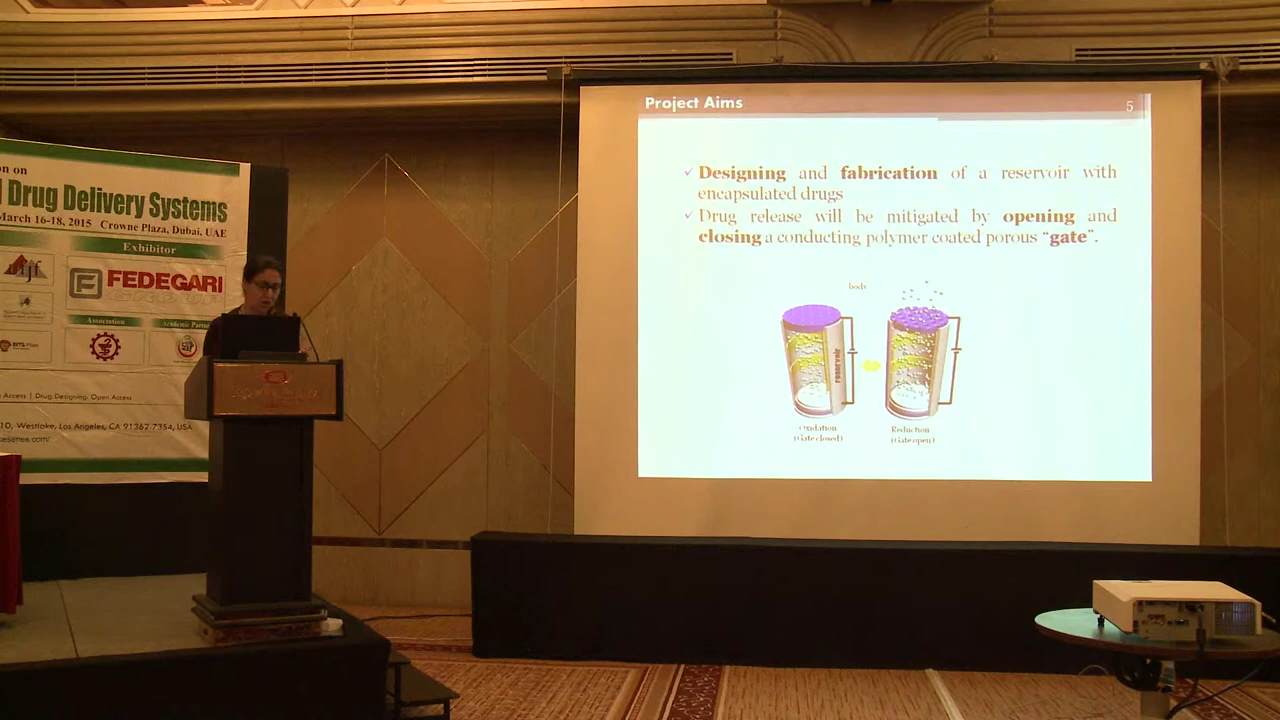 n on
Drug Delivery Systems
March 16-18, 2015 Crowne Plaza, Dubai, UAE
Exhibitor
FEDEGARI
Association
Academic Partner
Access | Drug Designing: Open Access
10, Westlake, Los Angeles, CA 91362-7354, USA
Project Aims
5
✓ Designing and fabrication of a reservoir with
encapsulated drugs
✓ Drug release will be mitigated by opening and
closing a conducting polymer coated porous “gate”.
body
reservoir
Oxidation
(Gate closed)
Reduction
(Gate open)